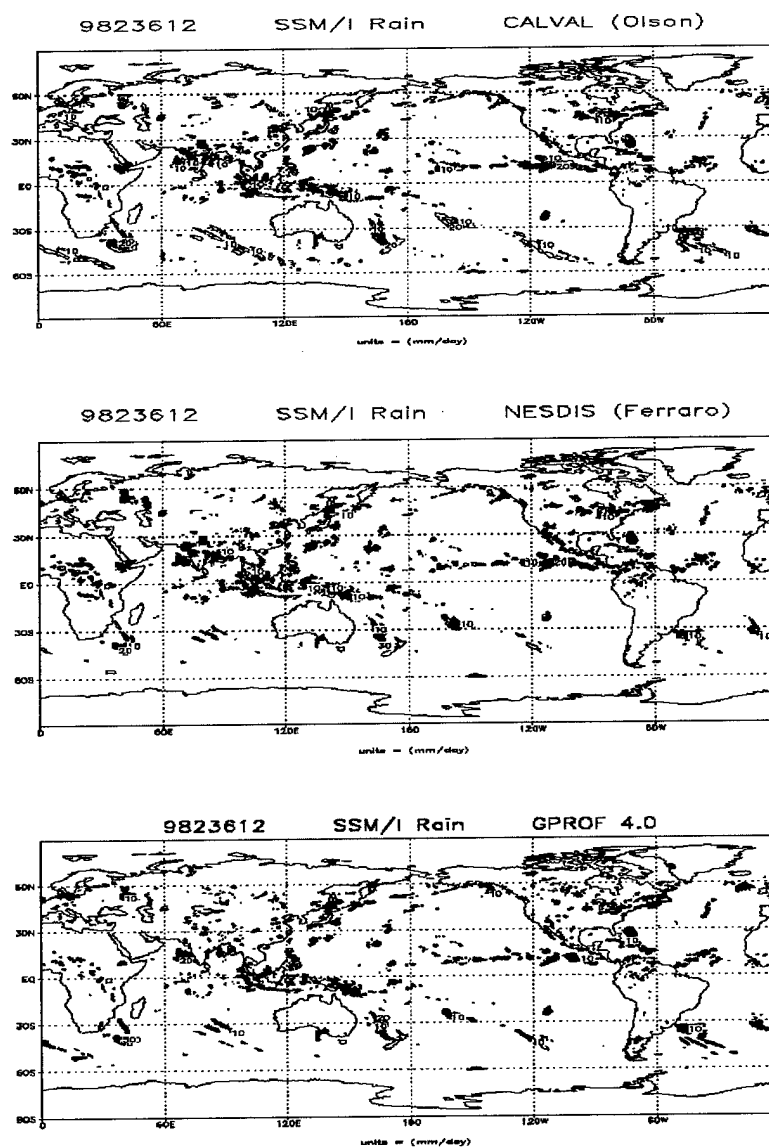 9823612 SSM/I Rain CALVAL (Olson)
60N
30N
EQ
30S
60S
0 60E 120E 180 120W 60W
units = (mm/day)
9823612 SSM/I Rain NESDIS (Ferraro)
60N
30N
EQ
30S
60S
0 60E 120E 180 120W 60W
units = (mm/day)
9823612 SSM/I Rain GPROF 4.0
60N
30N
EQ
30S
60S
90S
0 60E 120E 180 120W 60W
units = (mm/day)